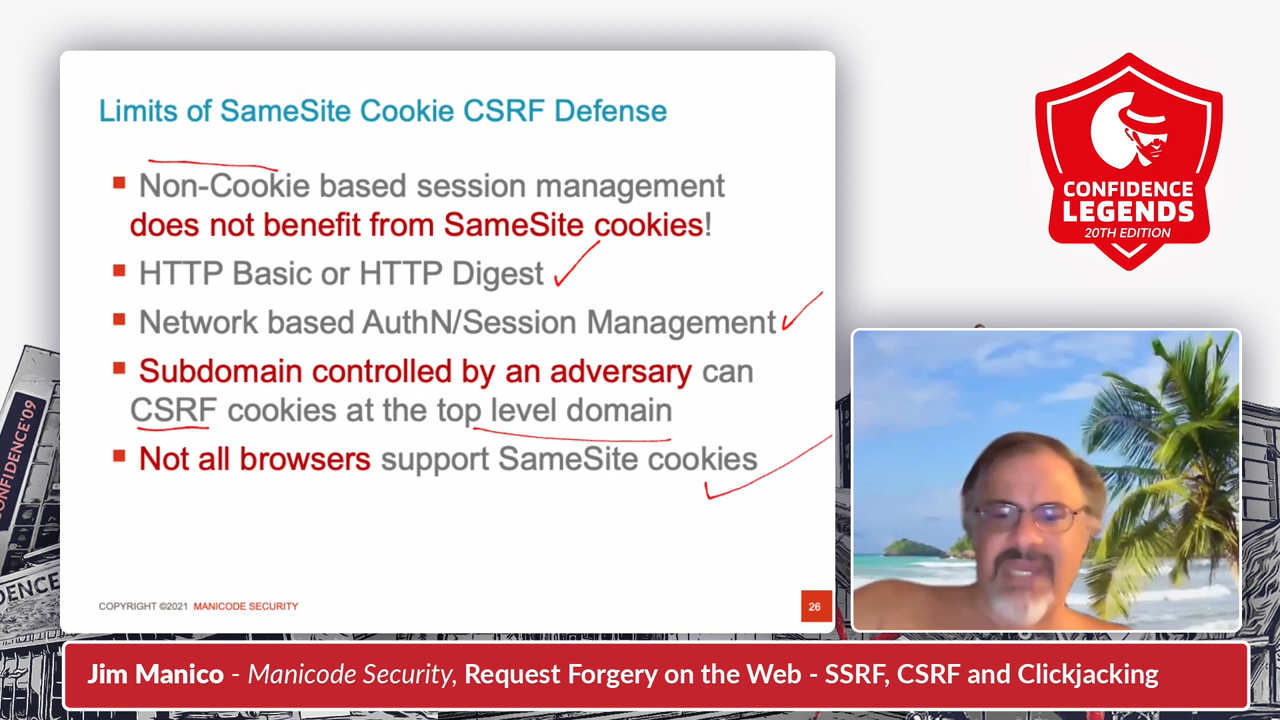 Limits of SameSite Cookie CSRF Defense
Non-Cookie based session management
does not benefit from SameSite cookies!
HTTP Basic or HTTP Digest
Network based AuthN/Session Management
Subdomain controlled by an adversary can
CSRF cookies at the top level domain
Not all browsers support SameSite cookies
COPYRIGHT ©2021 MANICODE SECURITY
26
CONFIDENCE
LEGENDS
20TH EDITION
CONFIDENCE'09
DENCE
Jim Manico - Manicode Security, Request Forgery on the Web - SSRF, CSRF and Clickjacking